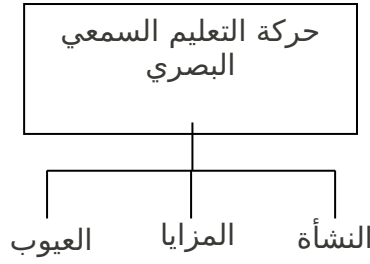 حركة التعليم السمعي
البصري
النشأة
المزايا
العيوب